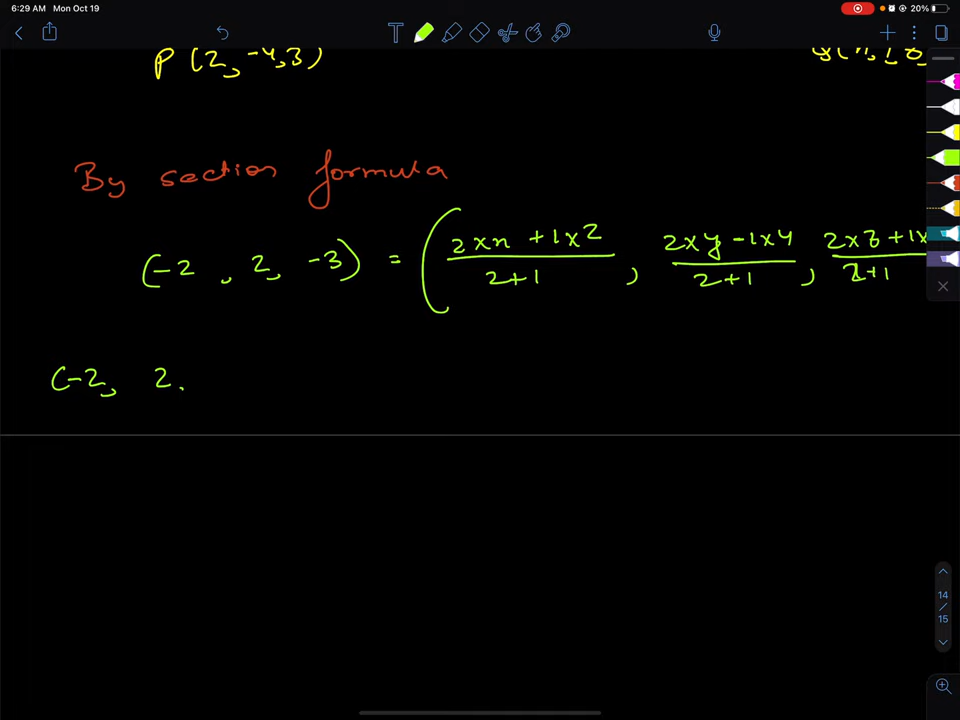 6:29 AM Mon Oct 19
20%
T
P (2, -4, 3)
By section formula
(-2 , 2, -3) = ( 2×x + 1×2 / 2+1 , 2×y - 1×4 / 2+1 , 2×z + 1× / 2+1
(-2, 2,
14
/
15